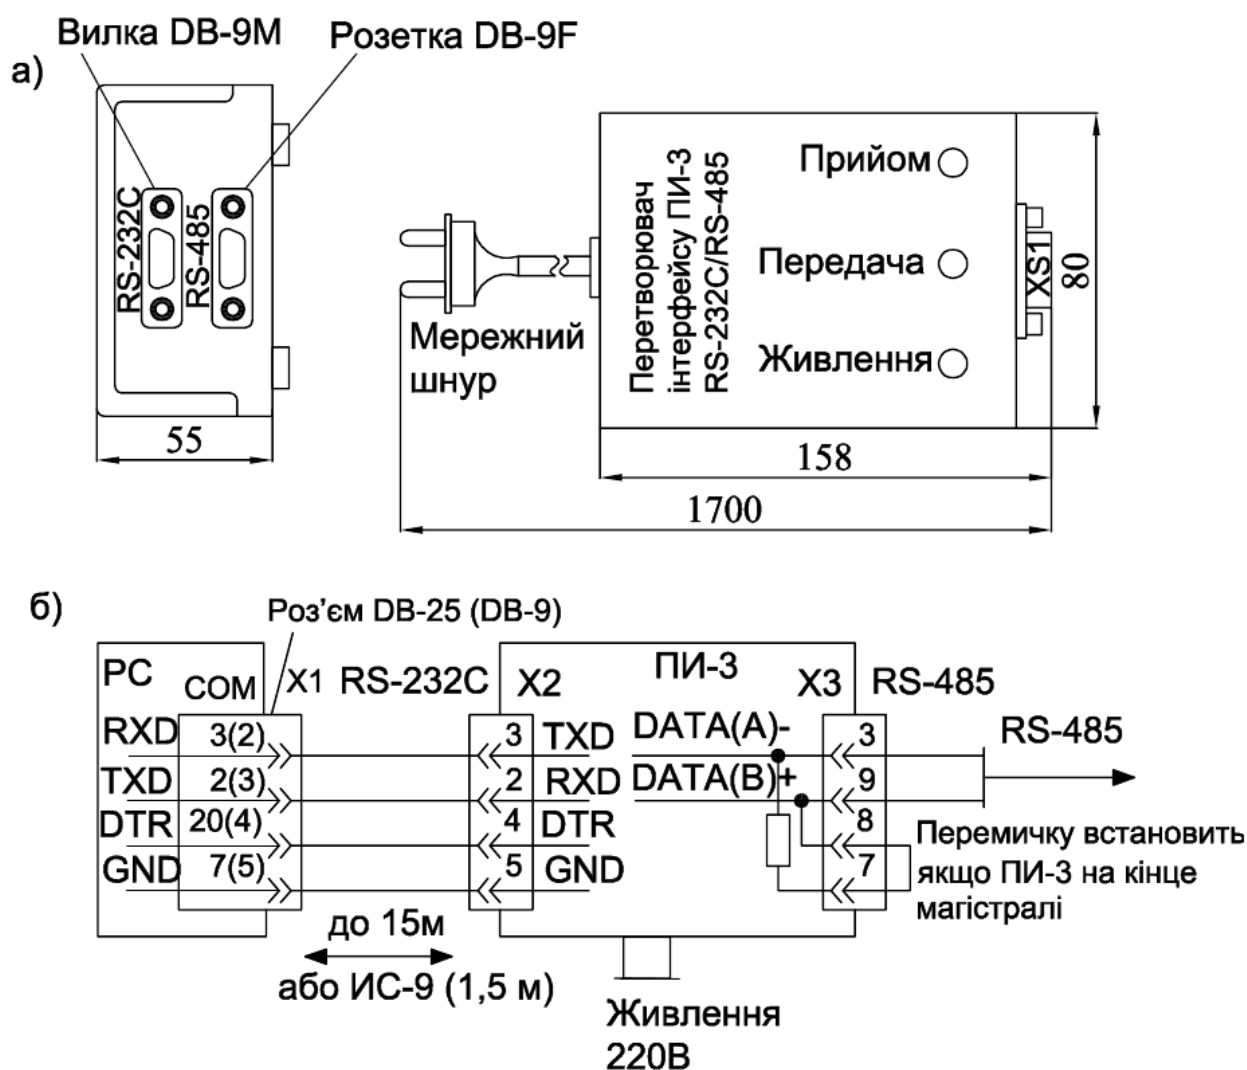 Вилка DB-9M
Розетка DB-9F
а)
RS-232C
RS-485
55
Мережний
шнур
Перетворювач
інтерфейсу ПИ-3
RS-232C/RS-485
Прийом
Передача
Живлення
XS1
80
158
1700
б)
Роз'єм DB-25 (DB-9)
PC
COM
X1
RS-232C
X2
ПИ-3
X3
RS-485
RXD
3(2)
3
TXD
DATA(A)-
3
RS-485
TXD
2(3)
2
RXD
DATA(B)+
9
DTR
20(4)
4
DTR
8
GND
7(5)
5
GND
7
Перемичку встановить
якщо ПИ-3 на кінце
магістралі
до 15м
або ИС-9 (1,5 м)
Живлення
220В